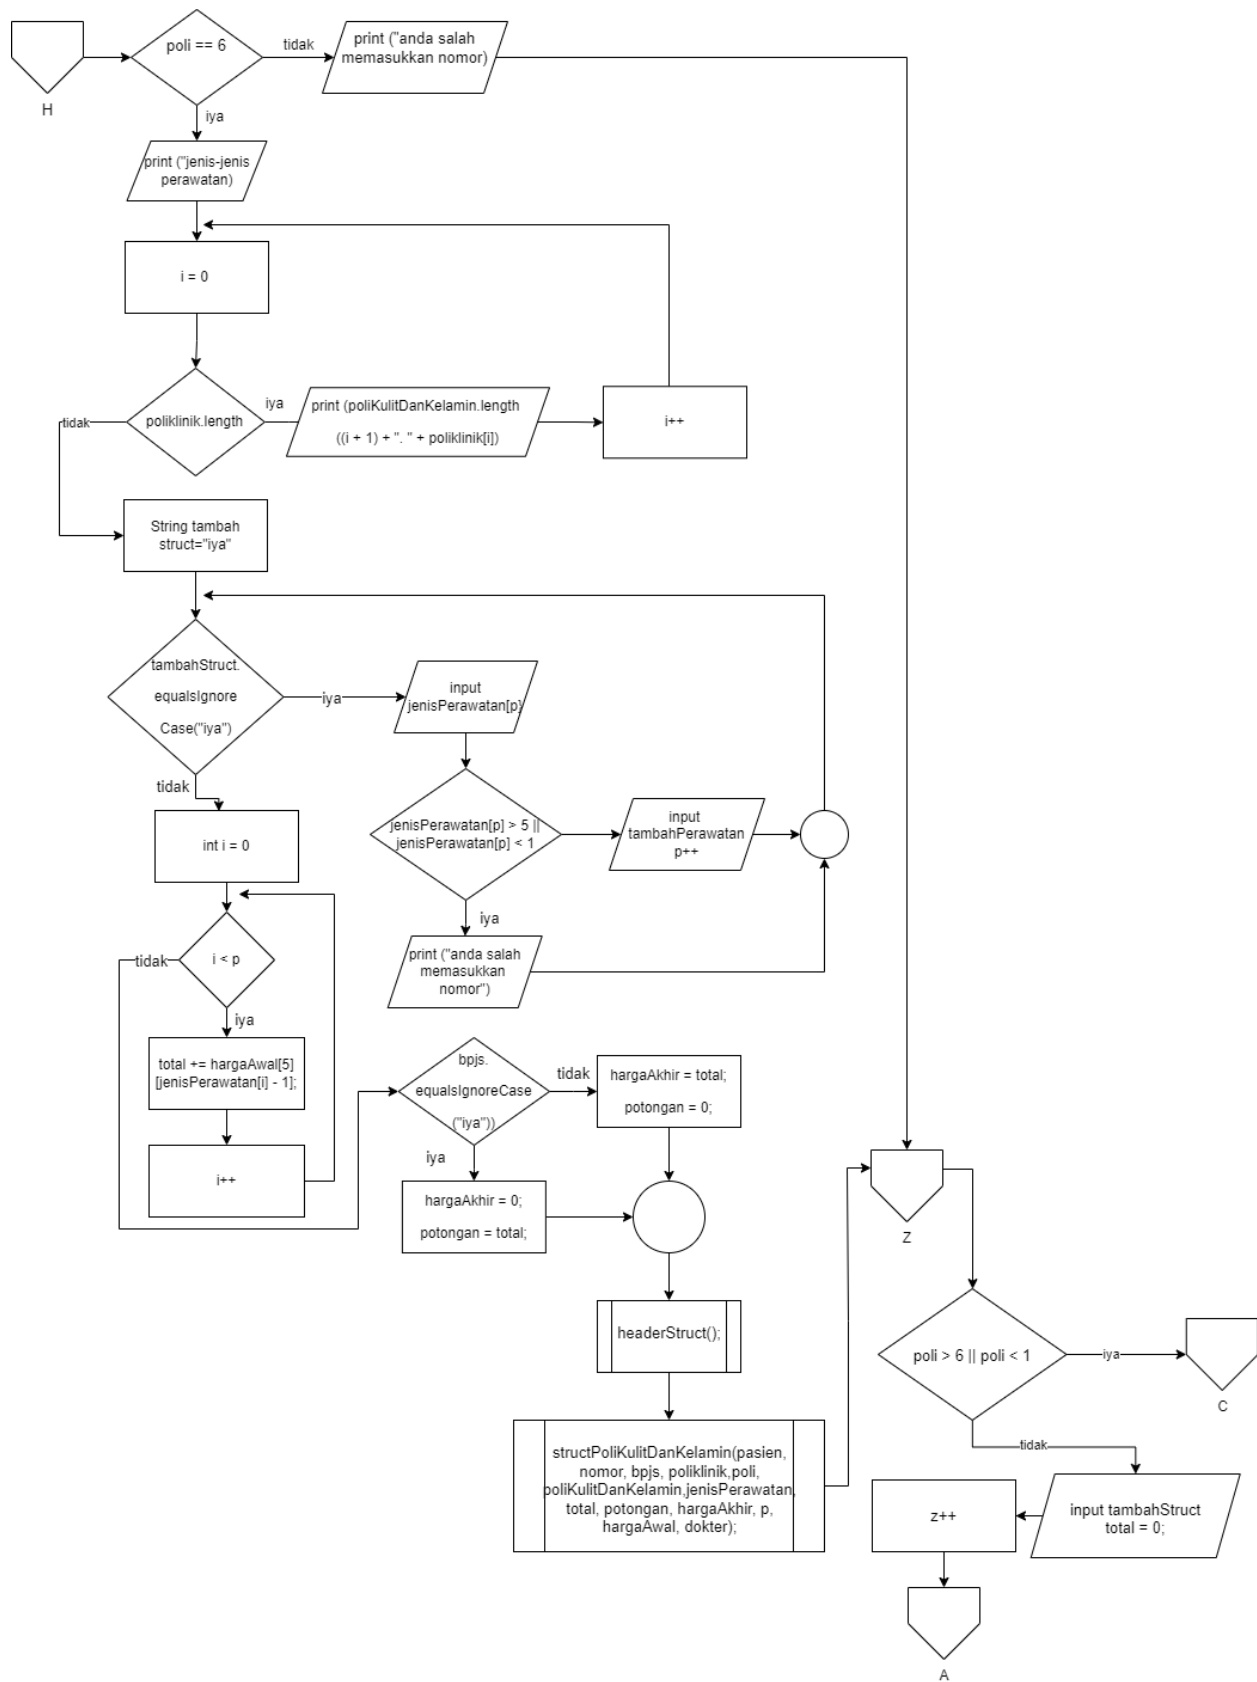 poli == 6
tidak
print ("anda salah
memasukkan nomor)
H
iya
print ("jenis-jenis
perawatan)
i = 0
poliklinik.length
tidak
iya
print (poliKulitDanKelamin.length
((i + 1) + ". " + poliklinik[i])
i++
String tambah
struct="iya"
tambahStruct.
equalsIgnore
Case("iya")
iya
input
jenisPerawatan[p]
tidak
int i = 0
jenisPerawatan[p] > 5 ||
jenisPerawatan[p] < 1
input
tambahPerawatan
p++
iya
print ("anda salah
memasukkan
nomor")
i < p
tidak
iya
total += hargaAwal[5]
[jenisPerawatan[i] - 1];
i++
bpjs.
equalsIgnoreCase
("iya"))
tidak
hargaAkhir = total;
potongan = 0;
iya
hargaAkhir = 0;
potongan = total;
headerStruct();
structPoliKulitDanKelamin(pasien,
nomor, bpjs, poliklinik,poli,
poliKulitDanKelamin,jenisPerawatan,
total, potongan, hargaAkhir, p,
hargaAwal, dokter);
Z
poli > 6 || poli < 1
iya
C
tidak
input tambahStruct
total = 0;
z++
A